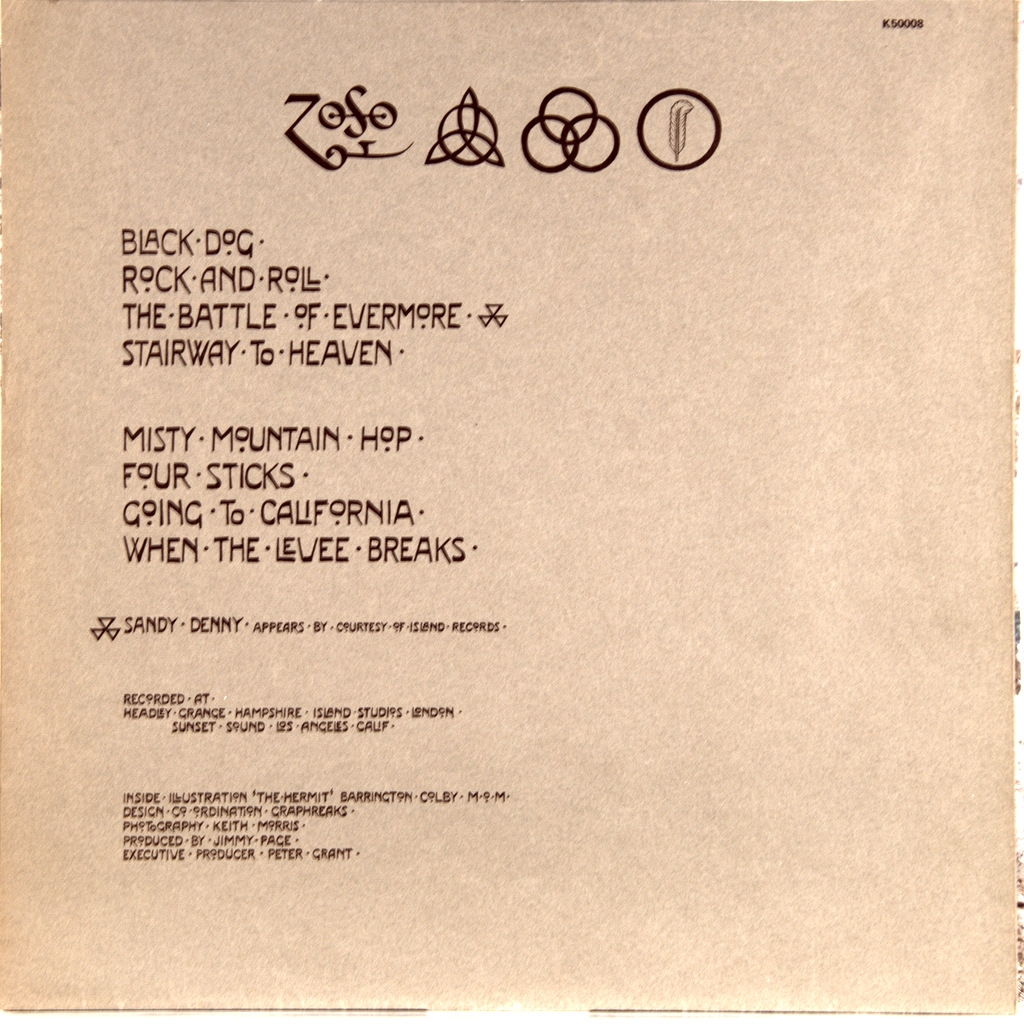 K50008
ZoSo
BLACK·DOG·
ROCK·AND·ROLL·
THE·BATTLE·OF·EVERMORE·
STAIRWAY·To·HEAVEN·
MISTY·MOUNTAIN·HOP·
FOUR·STICKS·
GOING·To·CALIFORNIA·
WHEN·THE·LEVEE·BREAKS·
SANDY·DENNY·APPEARS·BY·COURTESY·OF·ISLAND·RECORDS·
RECORDED·AT·
HEADLEY·GRANGE·HAMPSHIRE·ISLAND·STUDIOS·LONDON·
SUNSET·SOUND·LOS·ANGELES·CALIF·
INSIDE·ILLUSTRATION 'THE·HERMIT' BARRINGTON·COLBY·M·O·M·
DESIGN·CO·ORDINATION·GRAPHREAKS·
PHOTOGRAPHY·KEITH·MORRIS·
PRODUCED·BY·JIMMY·PAGE·
EXECUTIVE·PRODUCER·PETER·GRANT·